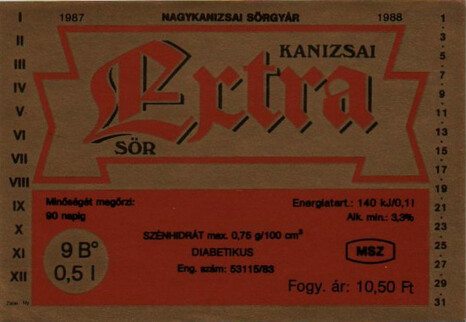 1987 NAGYKANIZSAI SÖRGYÁR 1988
KANIZSAI
Extra
SÖR
I
II
III
IV
V
VI
VII
VIII
IX
X
XI
XII
1
3
5
7
9
11
13
15
17
19
21
23
25
27
29
31
Minőségét megőrzi:
90 napig
Energiatart.: 140 kJ/0,1 l
Alk. min.: 3,3%
SZÉNHIDRÁT max. 0,75 g/100 cm³
DIABETIKUS
Eng. szám: 53115/83
9 B°
0,5 l
MSZ
Fogy. ár: 10,50 Ft